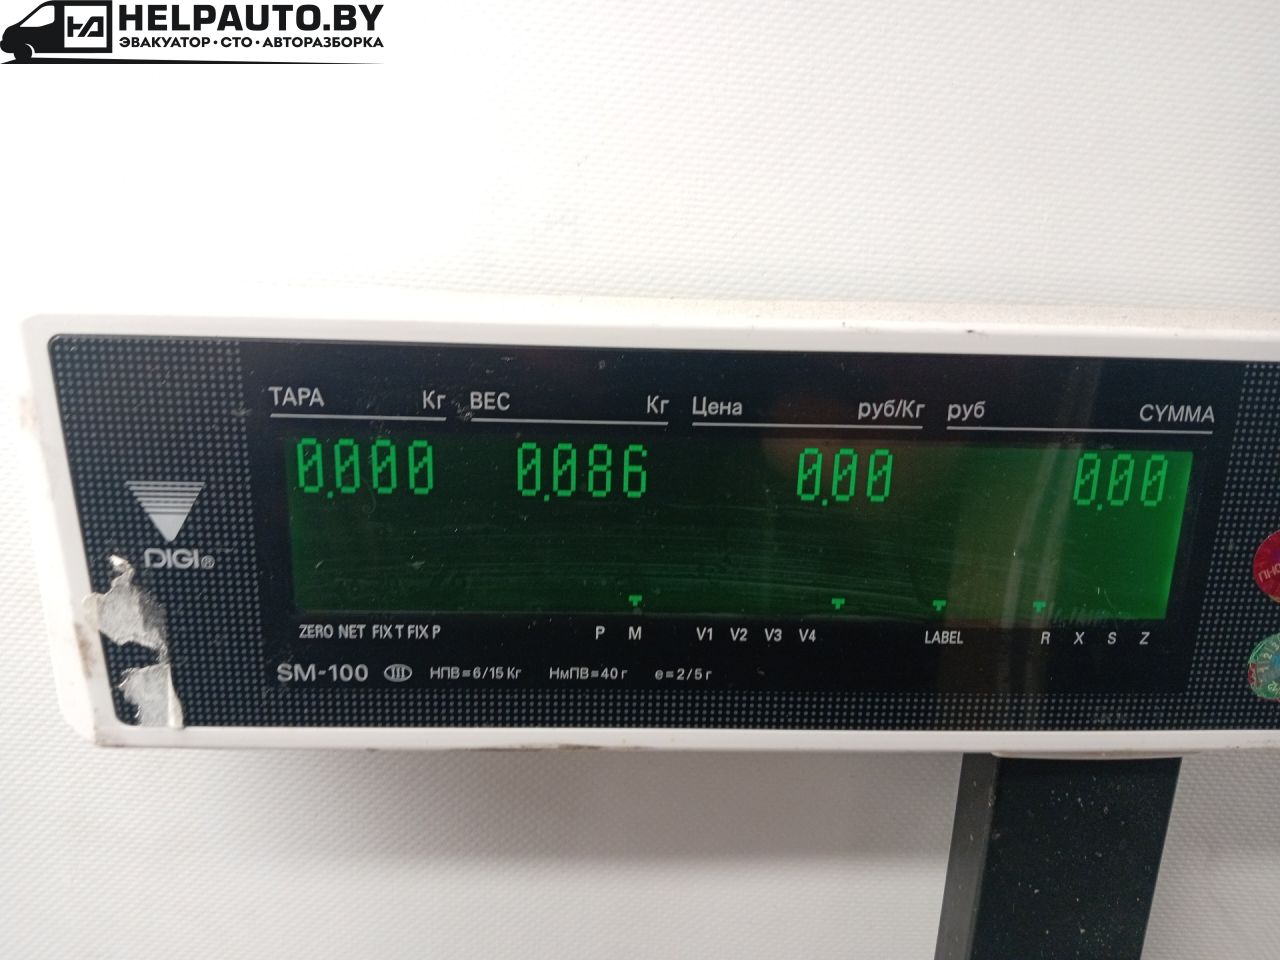 HELPAUTO.BY
ЭВАКУАТОР · СТО · АВТОРАЗБОРКА
ТАРА Кг ВЕС Кг Цена руб/Кг руб СУММА
0.000 0.086 0.00 0.00
DIGI®
ZERO NET FIX T FIX P P M V1 V2 V3 V4 LABEL R X S Z
SM-100 III НПВ=6/15 Кг НмПВ=40 г e=2/5 г